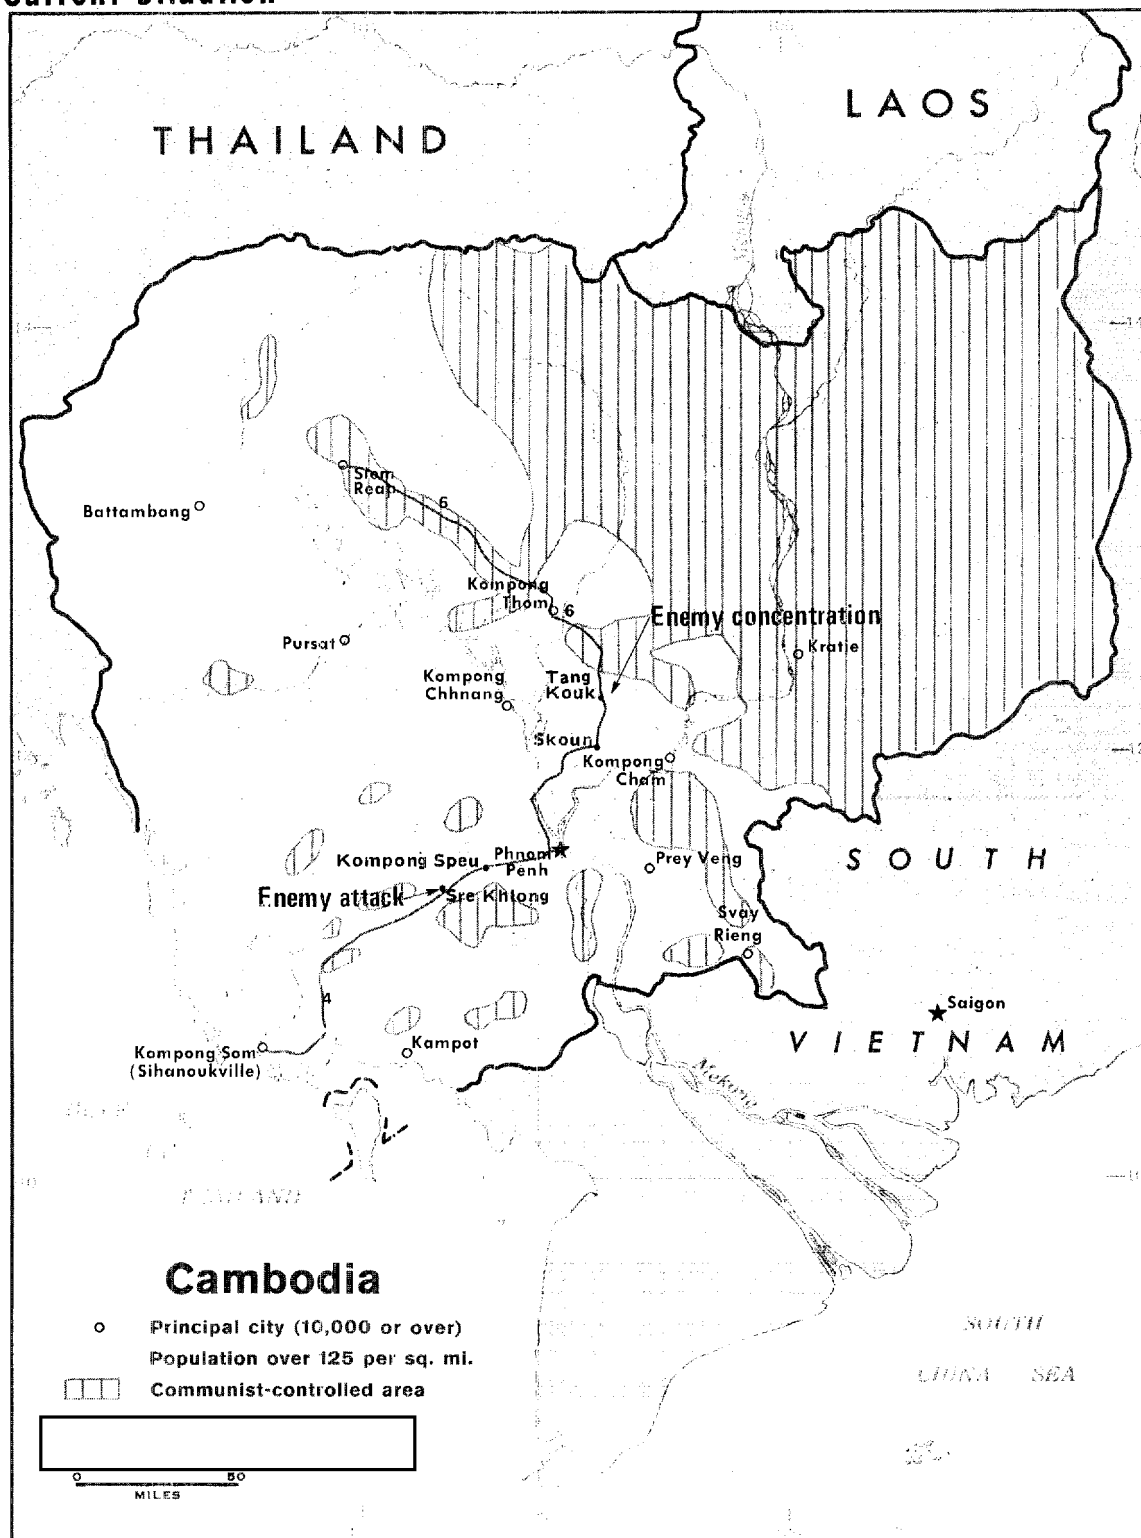 THAILAND
LAOS
Siem
Reap
6
Battambang
Kompong
Thom
6
Enemy concentration
Pursat
Kratie
Kompong
Chhnang
Tang
Kouk
Skoun
Kompong
Cham
Kompong Speu
Phnom
Penh
Prey Veng
SOUTH
Enemy attack
Sre Khlong
Svay
Rieng
4
Saigon
VIETNAM
Kompong Som
(Sihanoukville)
Kampot
Mekong
Cambodia
Principal city (10,000 or over)
Population over 125 per sq. mi.
Communist-controlled area
SOUTH
CHINA SEA
0 50
MILES